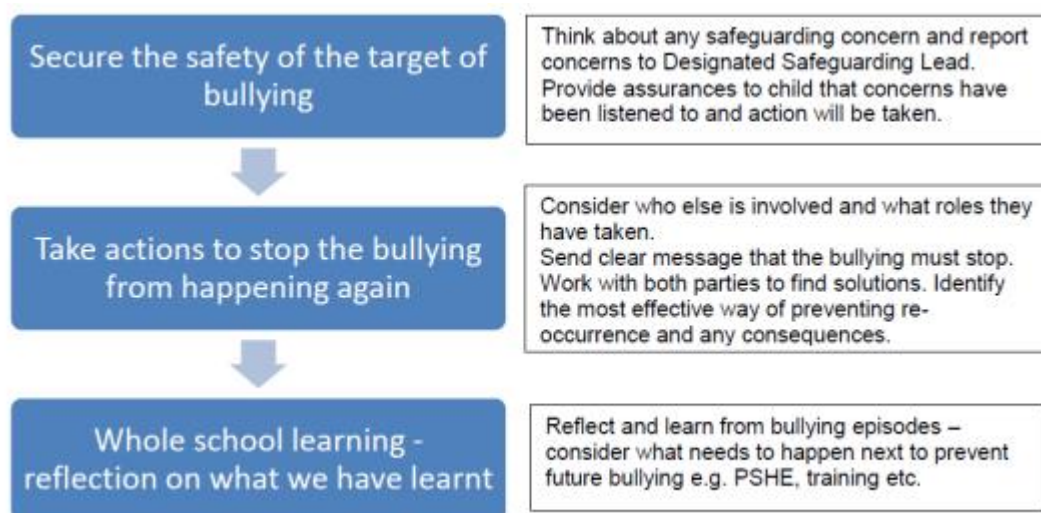 Secure the safety of the target of
bullying
Think about any safeguarding concern and report
concerns to Designated Safeguarding Lead.
Provide assurances to child that concerns have
been listened to and action will be taken.
Take actions to stop the bullying
from happening again
Consider who else is involved and what roles they
have taken.
Send clear message that the bullying must stop.
Work with both parties to find solutions. Identify
the most effective way of preventing re-
occurrence and any consequences.
Whole school learning -
reflection on what we have learnt
Reflect and learn from bullying episodes –
consider what needs to happen next to prevent
future bullying e.g. PSHE, training etc.